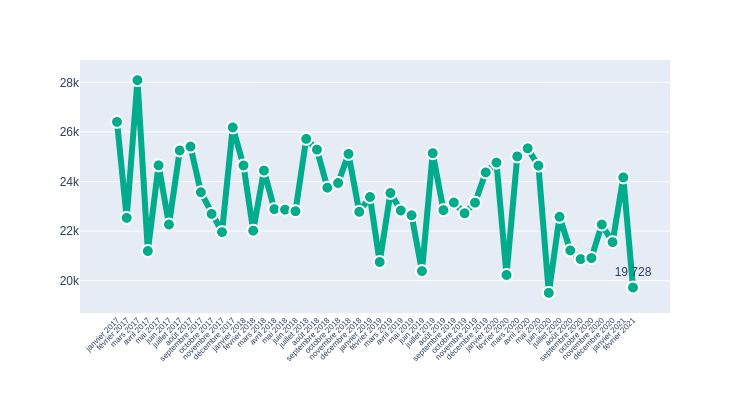 28k
26k
24k
22k
20k
19,728
janvier 2017
février 2017
mars 2017
avril 2017
mai 2017
juin 2017
juillet 2017
août 2017
septembre 2017
octobre 2017
novembre 2017
décembre 2017
janvier 2018
février 2018
mars 2018
avril 2018
mai 2018
juin 2018
juillet 2018
août 2018
septembre 2018
octobre 2018
novembre 2018
décembre 2018
janvier 2019
février 2019
mars 2019
avril 2019
mai 2019
juin 2019
juillet 2019
août 2019
septembre 2019
octobre 2019
novembre 2019
décembre 2019
janvier 2020
février 2020
mars 2020
avril 2020
mai 2020
juin 2020
juillet 2020
août 2020
septembre 2020
octobre 2020
novembre 2020
décembre 2020
janvier 2021
février 2021